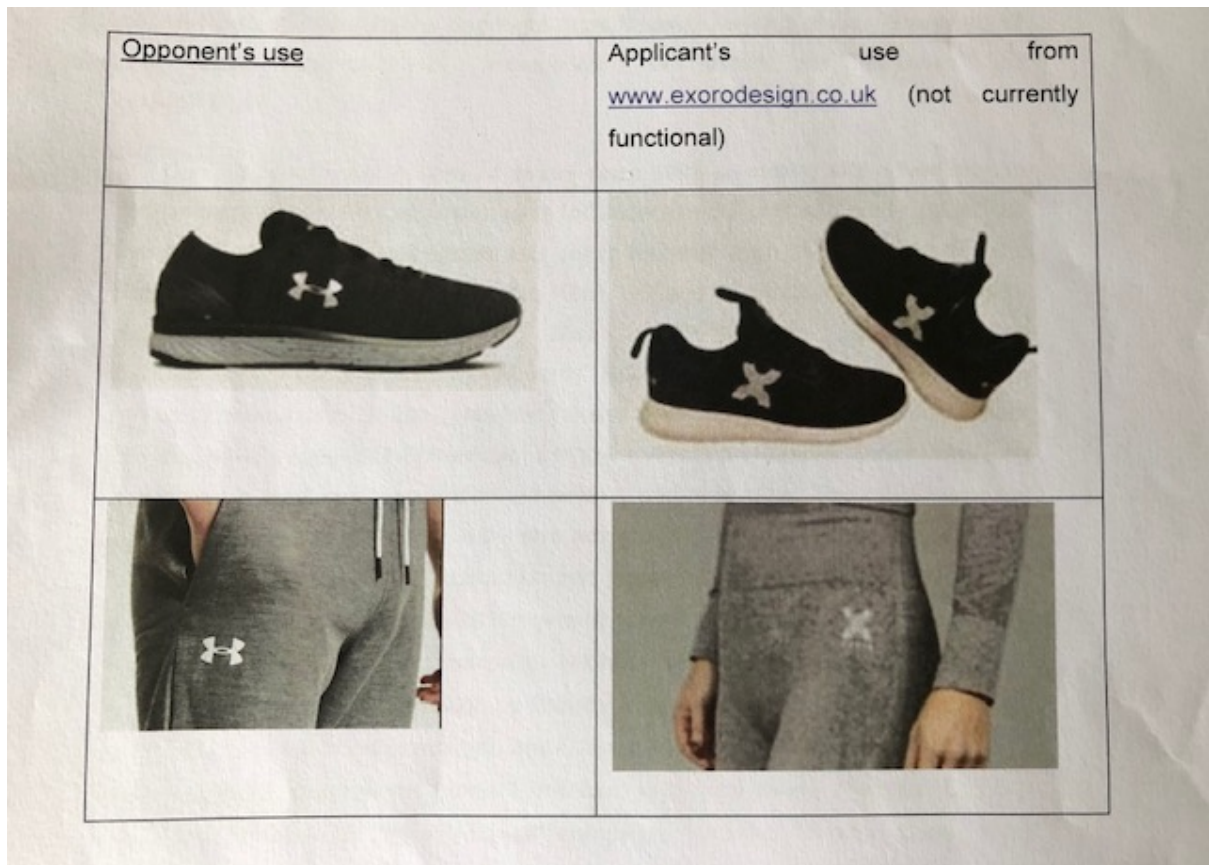 Opponent's use
Applicant's use from
www.exorodesign.co.uk (not currently
functional)